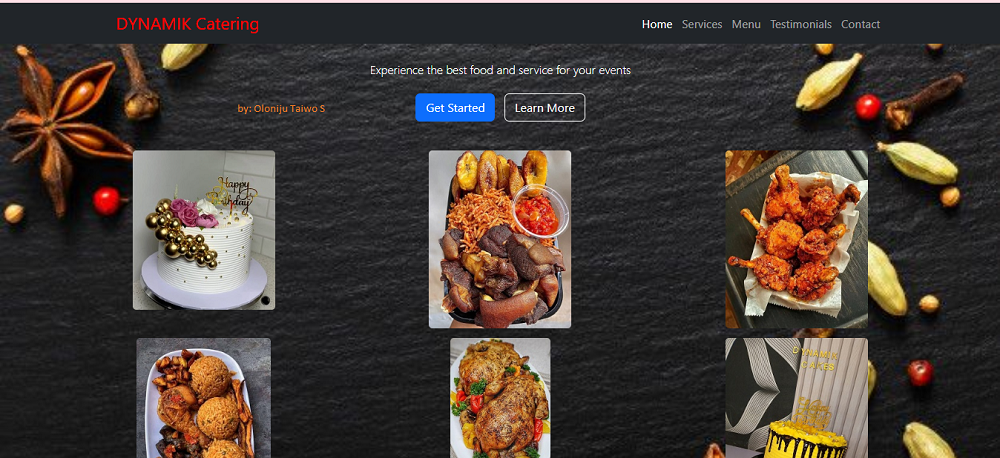 DYNAMIK Catering
Home Services Menu Testimonials Contact
Experience the best food and service for your events
by: Oloniju Taiwo S
Get Started Learn More
Happy
Birthday
DYNAMIK
CAKES